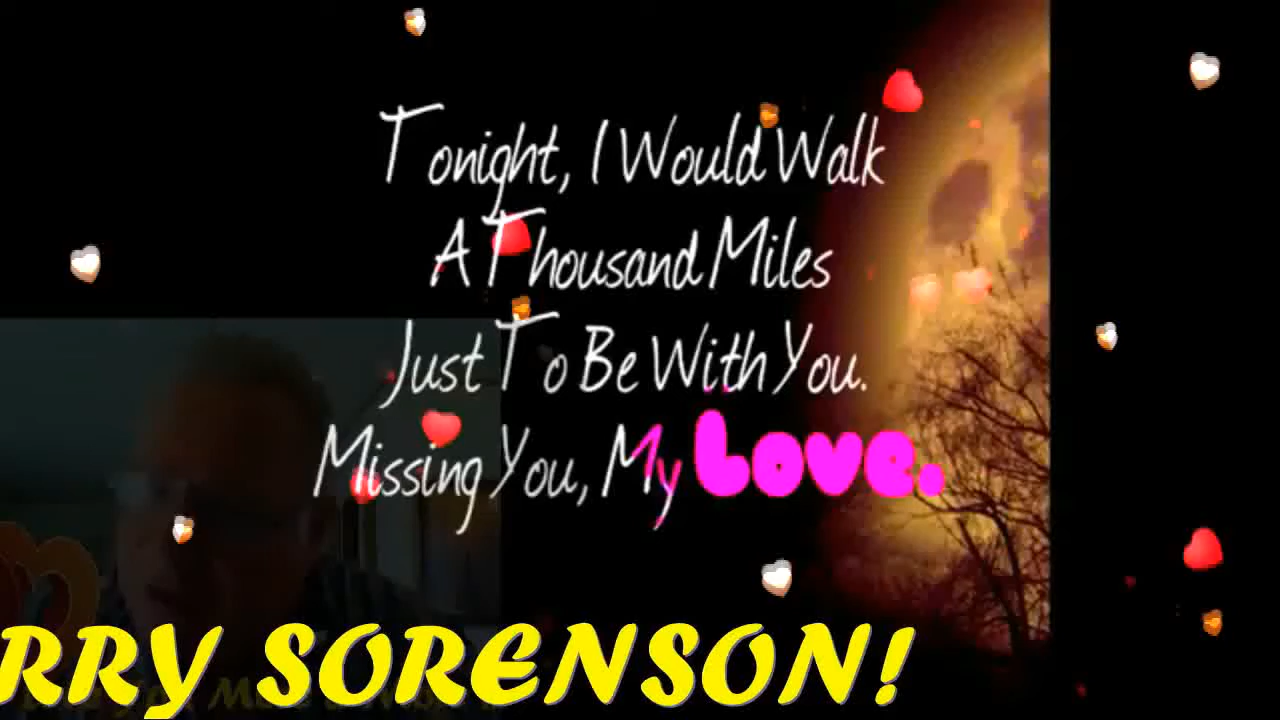 Tonight, I Would Walk
A Thousand Miles
Just To Be With You.
Missing You, My Love.
RRY SORENSON!